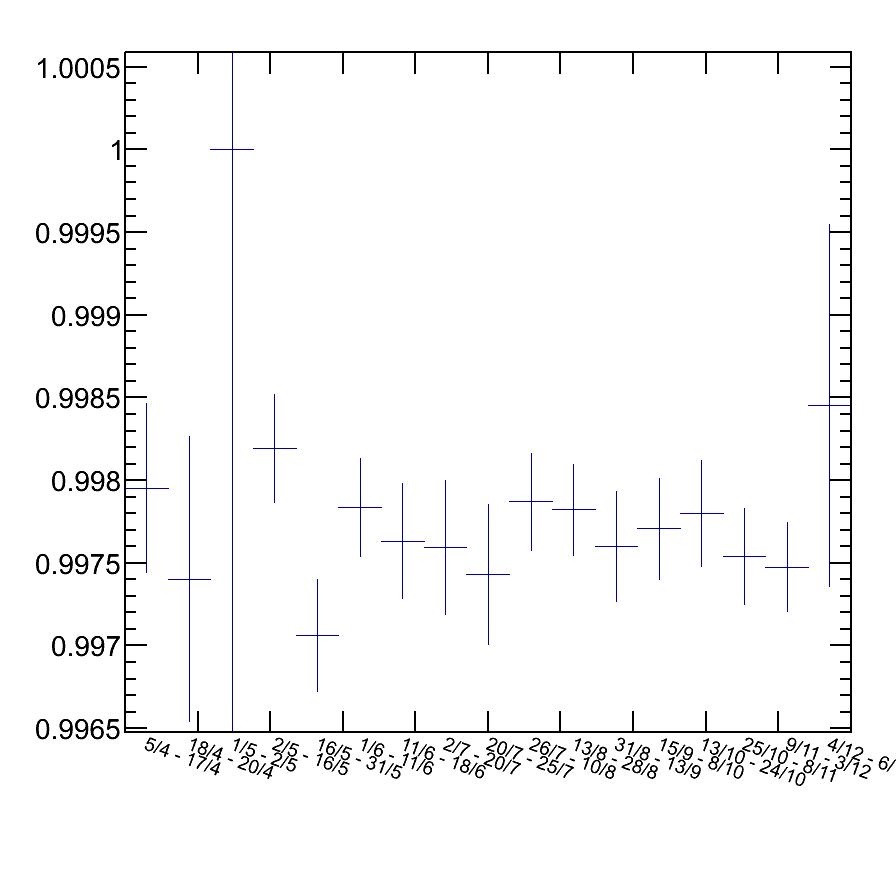 1.0005
1
0.9995
0.999
0.9985
0.998
0.9975
0.997
0.9965
5/4 - 17/4
18/4 - 20/4
1/5 - 2/5
2/5 - 16/5
16/5 - 31/5
1/6 - 11/6
11/6 - 18/6
2/7 - 20/7
20/7 - 25/7
26/7 - 10/8
13/8 - 28/8
31/8 - 13/9
15/9 - 8/10
13/10 - 24/10
25/10 - 8/11
9/11 - 3/12
4/12 - 6/